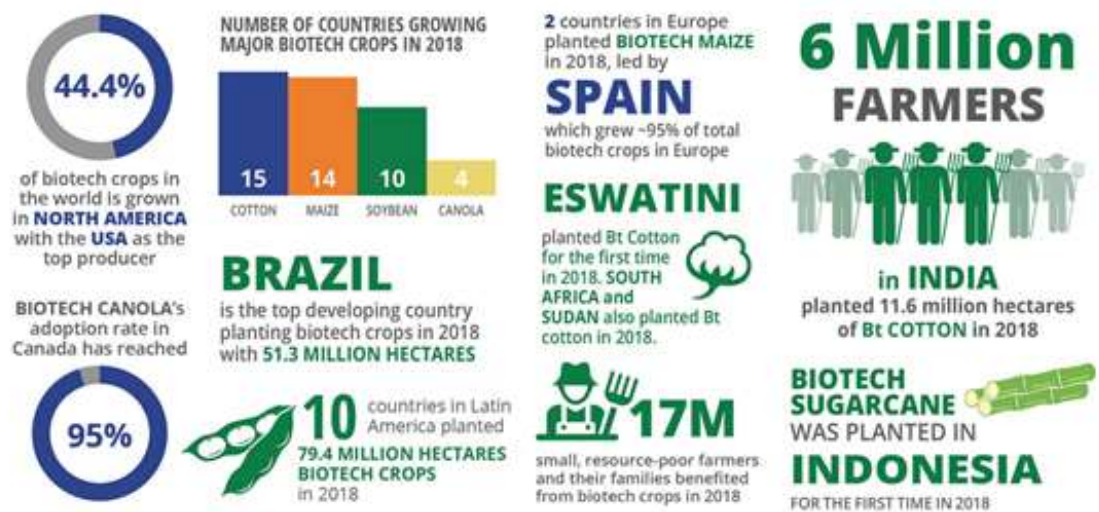 44.4%
of biotech crops in
the world is grown
in NORTH AMERICA
with the USA as the
top producer
BIOTECH CANOLA's
adoption rate in
Canada has reached
95%
NUMBER OF COUNTRIES GROWING
MAJOR BIOTECH CROPS IN 2018
15 14 10 4
COTTON MAIZE SOYBEAN CANOLA
BRAZIL
is the top developing country
planting biotech crops in 2018
with 51.3 MILLION HECTARES
10 countries in Latin
America planted
79.4 MILLION HECTARES
BIOTECH CROPS
in 2018
2 countries in Europe
planted BIOTECH MAIZE
in 2018, led by
SPAIN
which grew ~95% of total
biotech crops in Europe
ESWATINI
planted Bt Cotton
for the first time
in 2018. SOUTH
AFRICA and
SUDAN also planted Bt
cotton in 2018.
17M
small, resource-poor farmers
and their families benefited
from biotech crops in 2018
6 Million
FARMERS
in INDIA
planted 11.6 million hectares
of Bt COTTON in 2018
BIOTECH
SUGARCANE
WAS PLANTED IN
INDONESIA
FOR THE FIRST TIME IN 2018